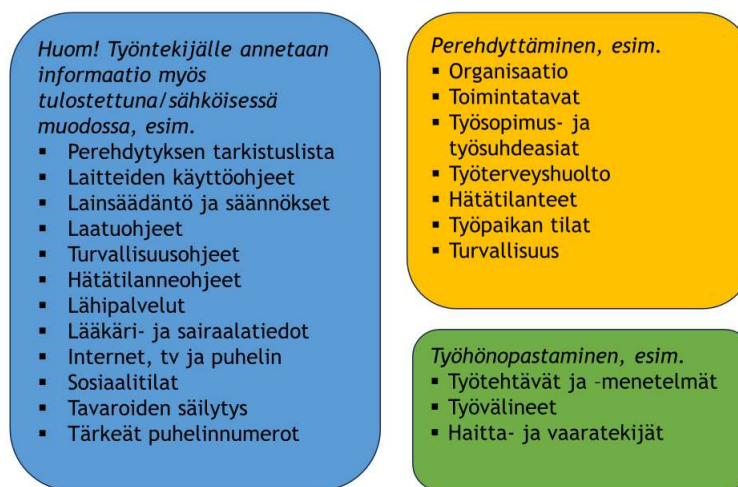 Huom! Työntekijälle annetaan
informaatio myös
tulostettuna/sähköisessä
muodossa, esim.
▪ Perehdytyksen tarkistuslista
▪ Laitteiden käyttöohjeet
▪ Lainsäädäntö ja säännökset
▪ Laatuohjeet
▪ Turvallisuusohjeet
▪ Hätätilanneohjeet
▪ Lähipalvelut
▪ Lääkäri- ja sairaalatiedot
▪ Internet, tv ja puhelin
▪ Sosiaalitilat
▪ Tavaroiden säilytys
▪ Tärkeät puhelinnumerot
Perehdyttäminen, esim.
▪ Organisaatio
▪ Toimintatavat
▪ Työsopimus- ja
työsuhdeasiat
▪ Työterveyshuolto
▪ Hätätilanteet
▪ Työpaikan tilat
▪ Turvallisuus
Työhönopastaminen, esim.
▪ Työtehtävät ja -menetelmät
▪ Työvälineet
▪ Haitta- ja vaaratekijät